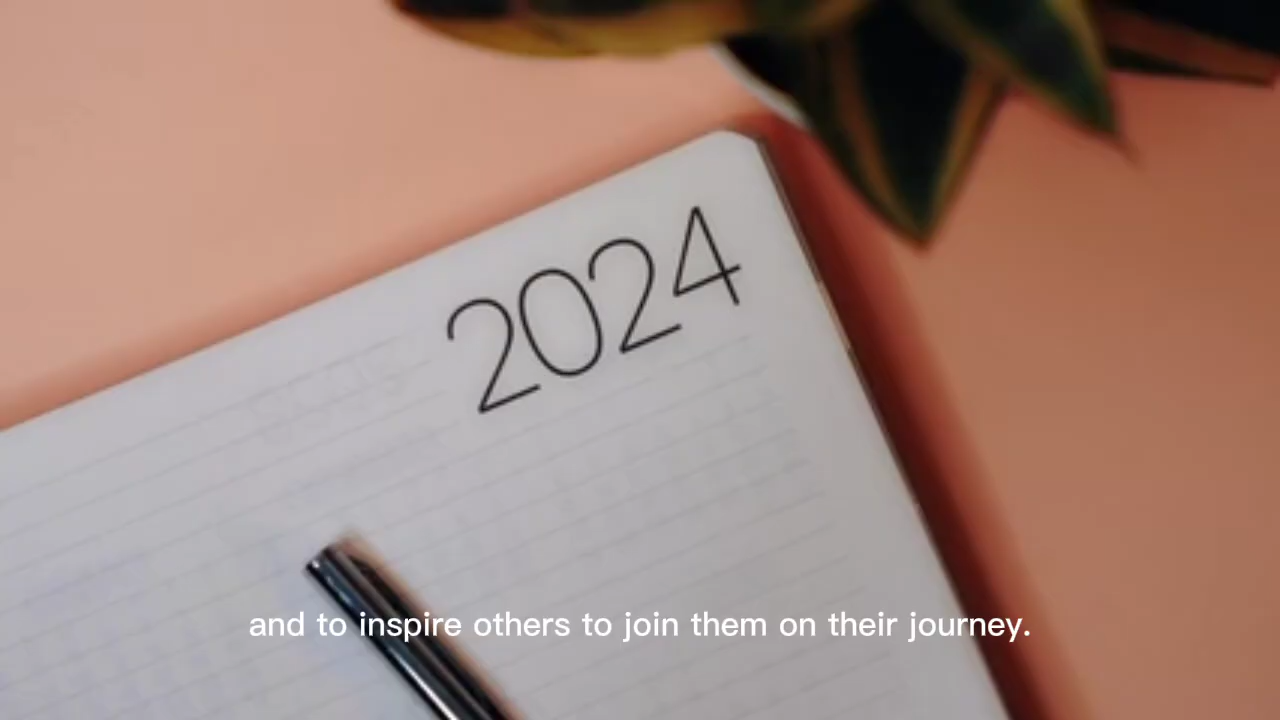 2024
and to inspire others to join them on their journey.